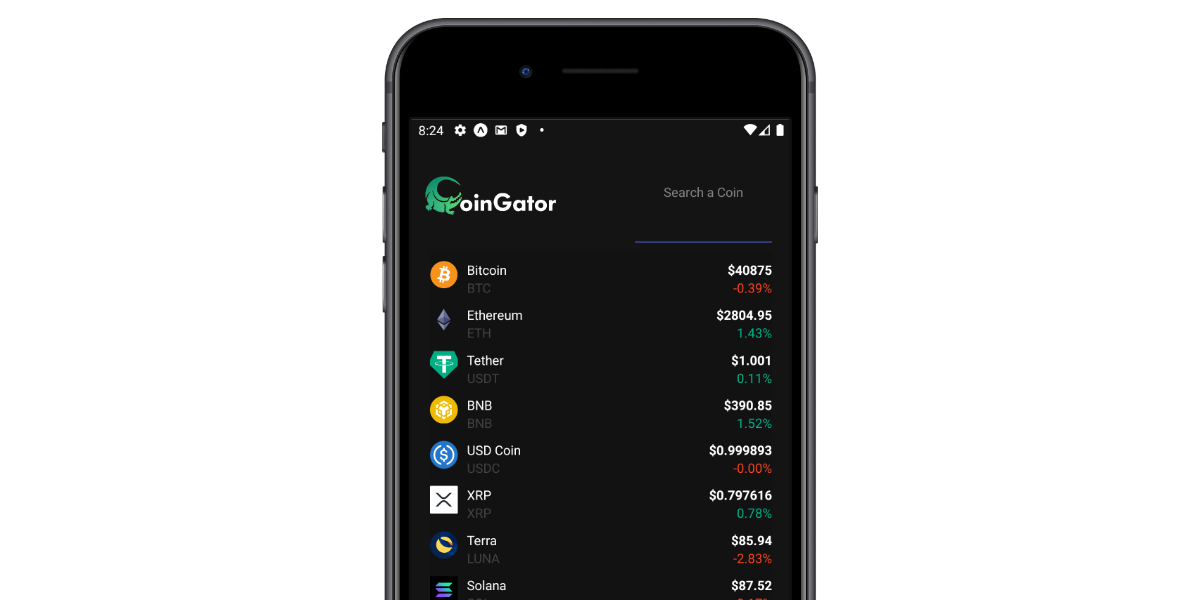 8:24
CoinGator
Search a Coin
Bitcoin $40875
BTC -0.39%
Ethereum $2804.95
ETH 1.43%
Tether $1.001
USDT 0.11%
BNB $390.85
BNB 1.52%
USD Coin $0.999893
USDC -0.00%
XRP $0.797616
XRP 0.78%
Terra $85.94
LUNA -2.83%
Solana $87.52